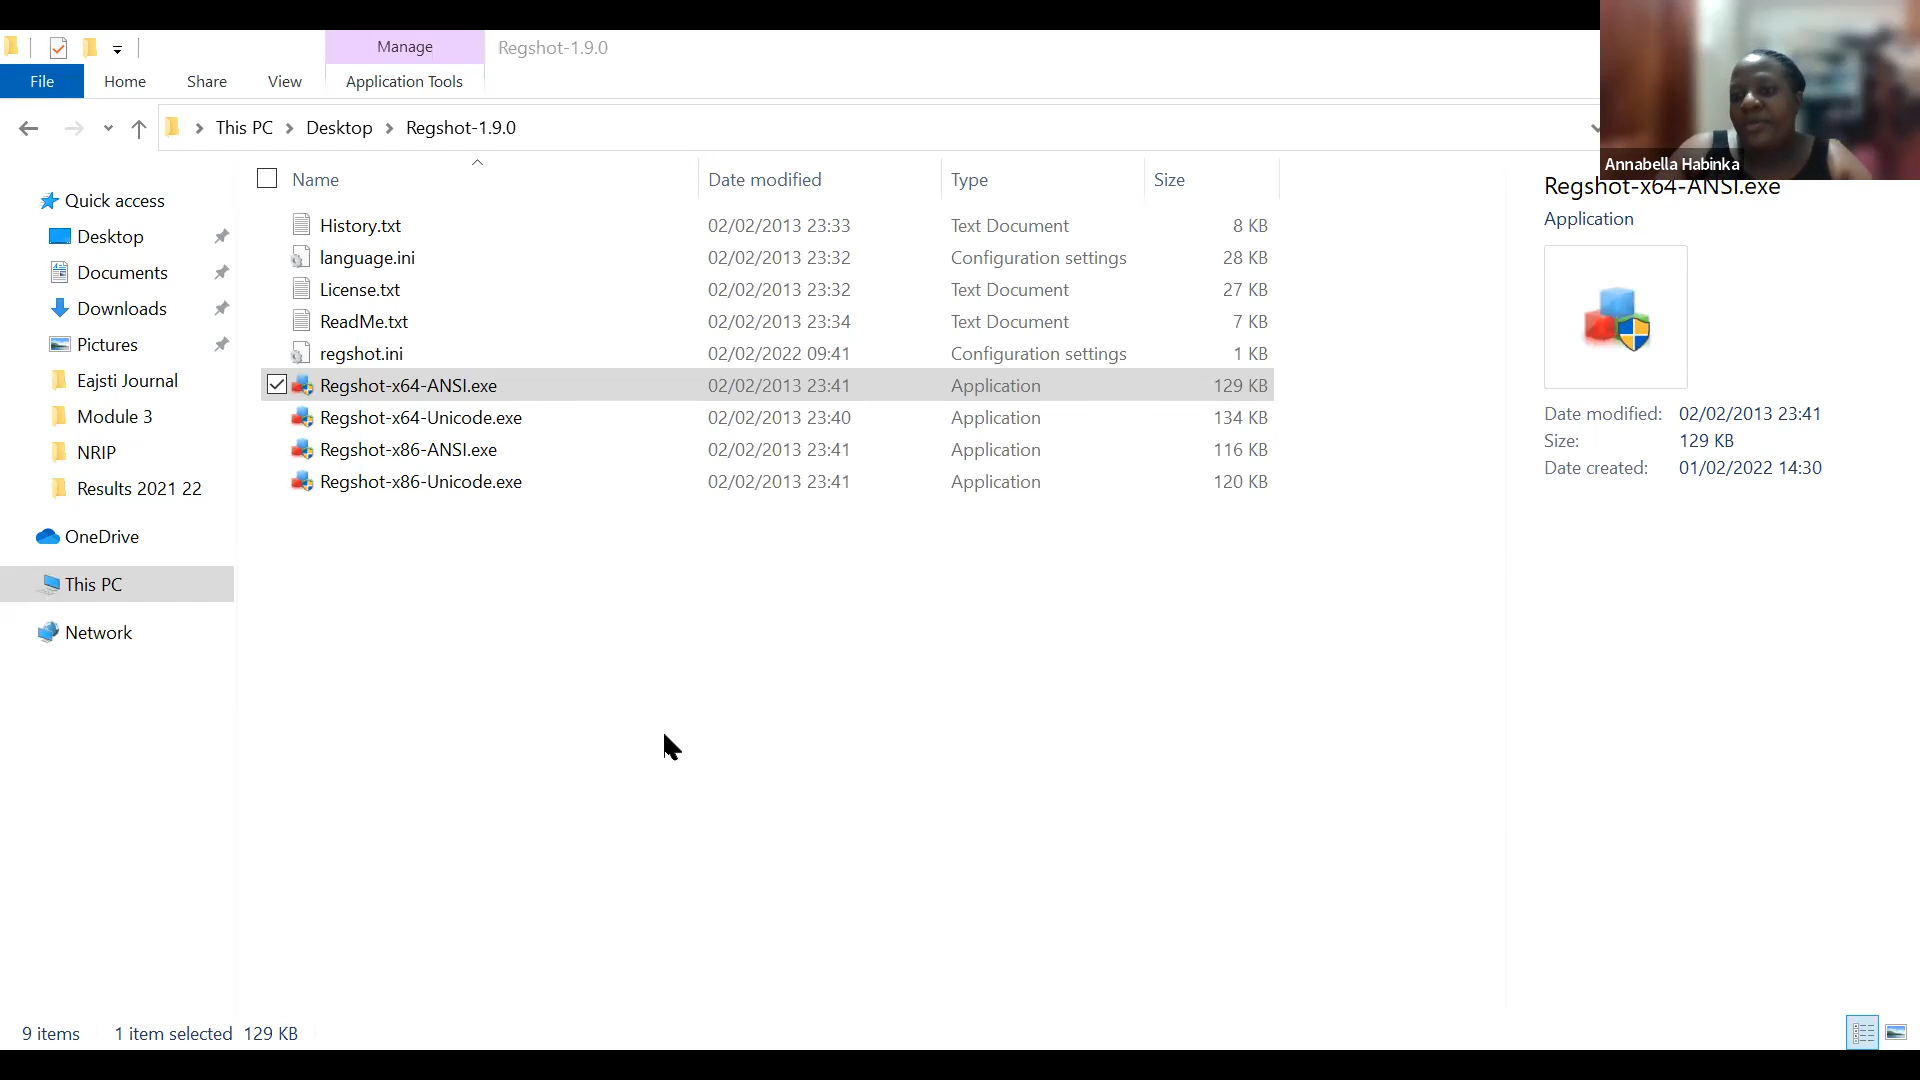 Manage
Regshot-1.9.0
File
Home
Share
View
Application Tools
This PC
Desktop
Regshot-1.9.0
Annabella Habinka
Name
Date modified
Type
Size
Quick access
Desktop
Documents
Downloads
Pictures
Eajsti Journal
Module 3
NRIP
Results 2021 22
OneDrive
This PC
Network
History.txt 02/02/2013 23:33 Text Document 8 KB
language.ini 02/02/2013 23:32 Configuration settings 28 KB
License.txt 02/02/2013 23:32 Text Document 27 KB
ReadMe.txt 02/02/2013 23:34 Text Document 7 KB
regshot.ini 02/02/2022 09:41 Configuration settings 1 KB
Regshot-x64-ANSI.exe 02/02/2013 23:41 Application 129 KB
Regshot-x64-Unicode.exe 02/02/2013 23:40 Application 134 KB
Regshot-x86-ANSI.exe 02/02/2013 23:41 Application 116 KB
Regshot-x86-Unicode.exe 02/02/2013 23:41 Application 120 KB
Regshot-x64-ANSI.exe
Application
Date modified: 02/02/2013 23:41
Size: 129 KB
Date created: 01/02/2022 14:30
9 items 1 item selected 129 KB